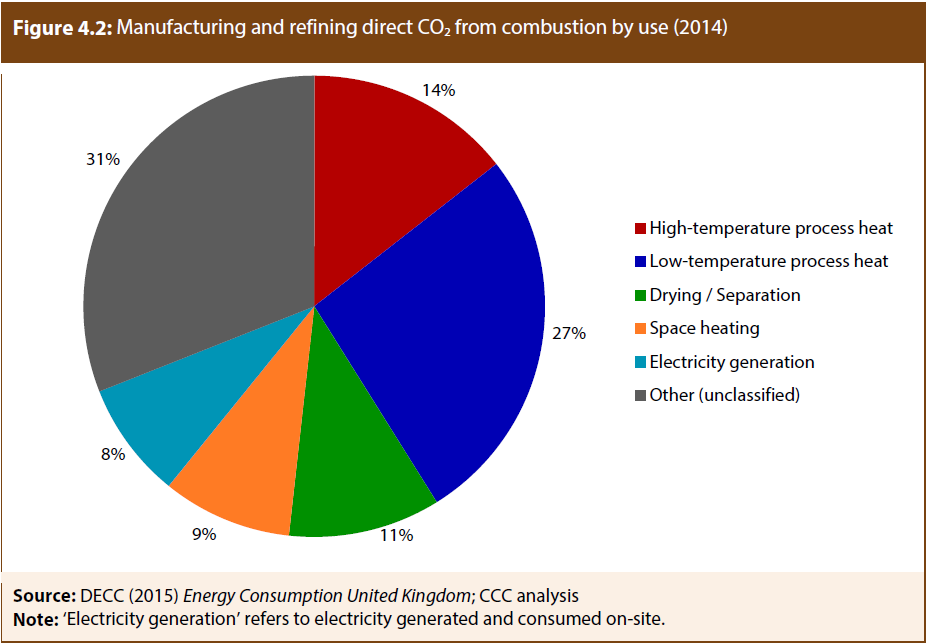 Figure 4.2: Manufacturing and refining direct CO₂ from combustion by use (2014)
14%
31%
27%
8%
9%
11%
High-temperature process heat
Low-temperature process heat
Drying / Separation
Space heating
Electricity generation
Other (unclassified)
Source: DECC (2015) Energy Consumption United Kingdom; CCC analysis
Note: ‘Electricity generation’ refers to electricity generated and consumed on-site.